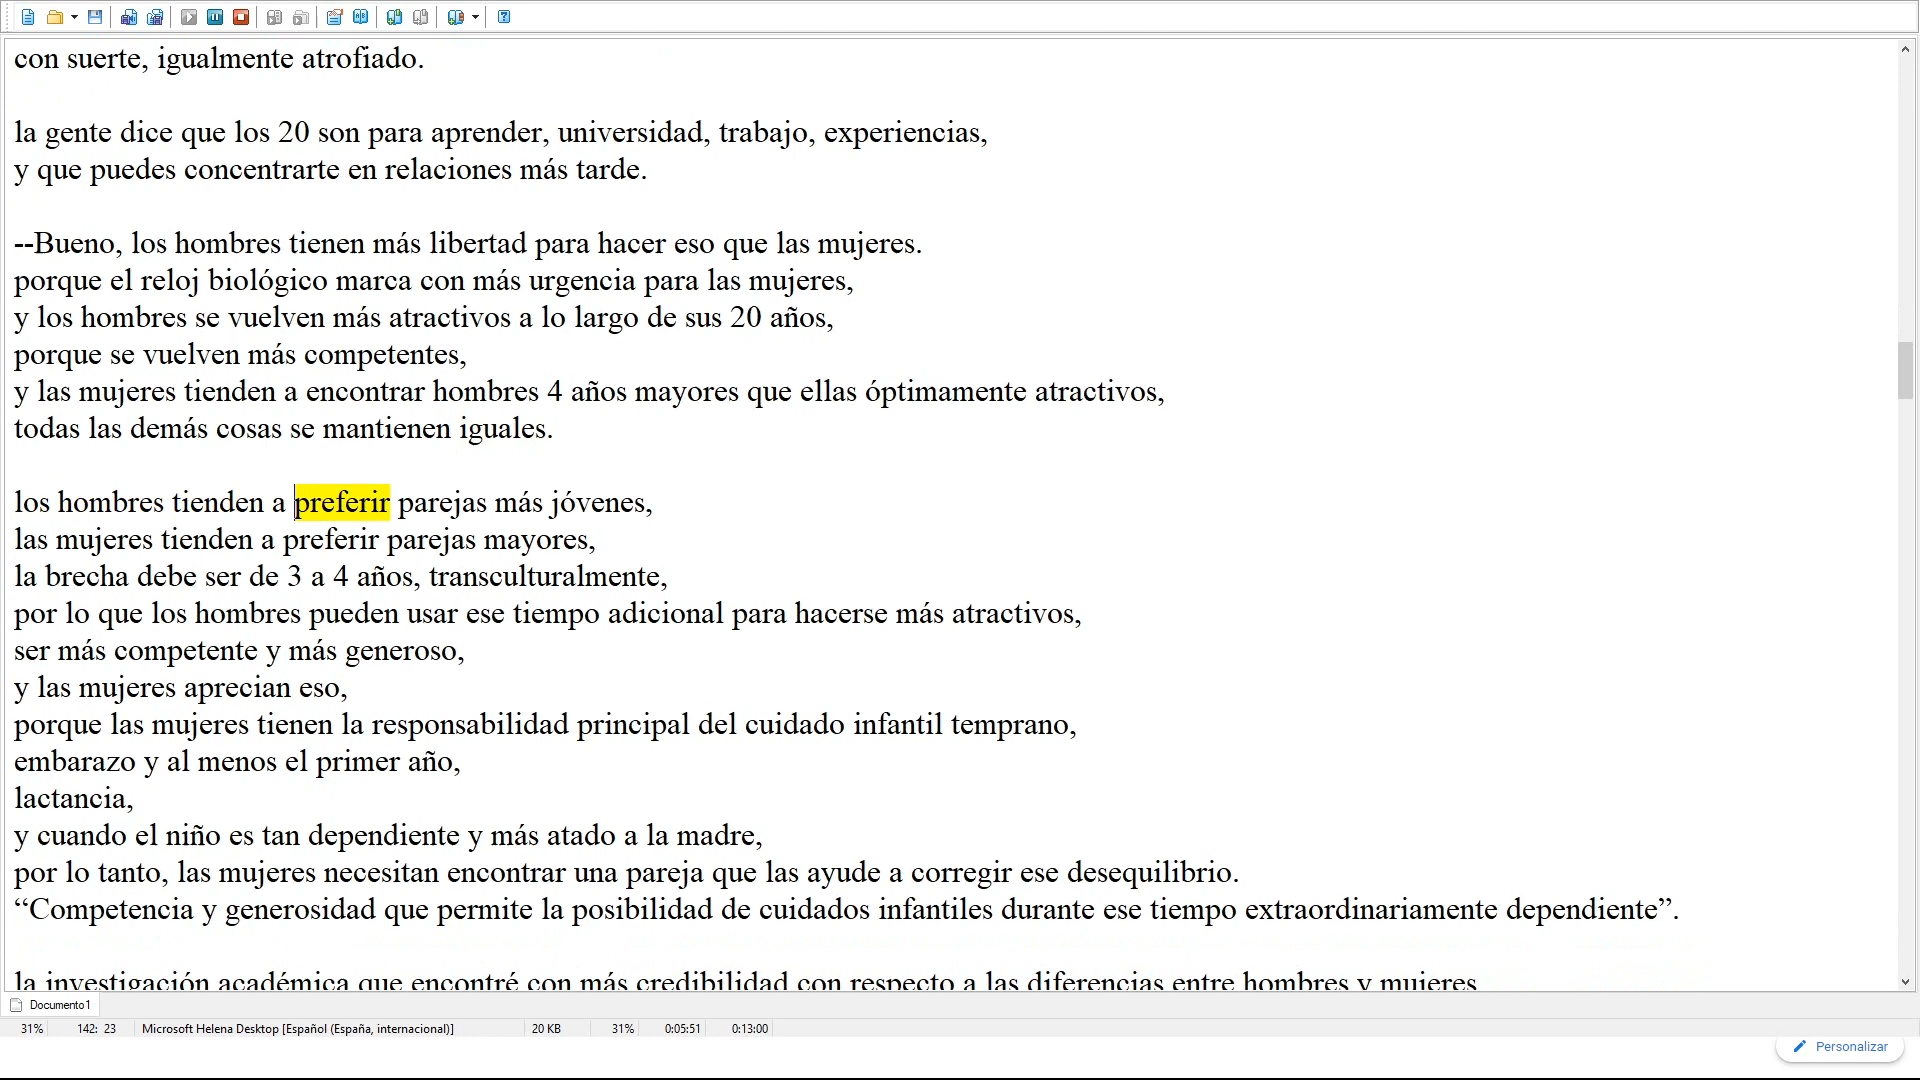 con suerte, igualmente atrofiado.
la gente dice que los 20 son para aprender, universidad, trabajo, experiencias,
y que puedes concentrarte en relaciones más tarde.
--Bueno, los hombres tienen más libertad para hacer eso que las mujeres.
porque el reloj biológico marca con más urgencia para las mujeres,
y los hombres se vuelven más atractivos a lo largo de sus 20 años,
porque se vuelven más competentes,
y las mujeres tienden a encontrar hombres 4 años mayores que ellas óptimamente atractivos,
todas las demás cosas se mantienen iguales.
los hombres tienden a preferir parejas más jóvenes,
las mujeres tienden a preferir parejas mayores,
la brecha debe ser de 3 a 4 años, transculturalmente,
por lo que los hombres pueden usar ese tiempo adicional para hacerse más atractivos,
ser más competente y más generoso,
y las mujeres aprecian eso,
porque las mujeres tienen la responsabilidad principal del cuidado infantil temprano,
embarazo y al menos el primer año,
lactancia,
y cuando el niño es tan dependiente y más atado a la madre,
por lo tanto, las mujeres necesitan encontrar una pareja que las ayude a corregir ese desequilibrio.
“Competencia y generosidad que permite la posibilidad de cuidados infantiles durante ese tiempo extraordinariamente dependiente”.
la investigación académica que encontré con más credibilidad con respecto a las diferencias entre hombres y mujeres
Documento1
31% 142: 23 Microsoft Helena Desktop [Español (España, internacional)] 20 KB 31% 0:05:51 0:13:00
Personalizar